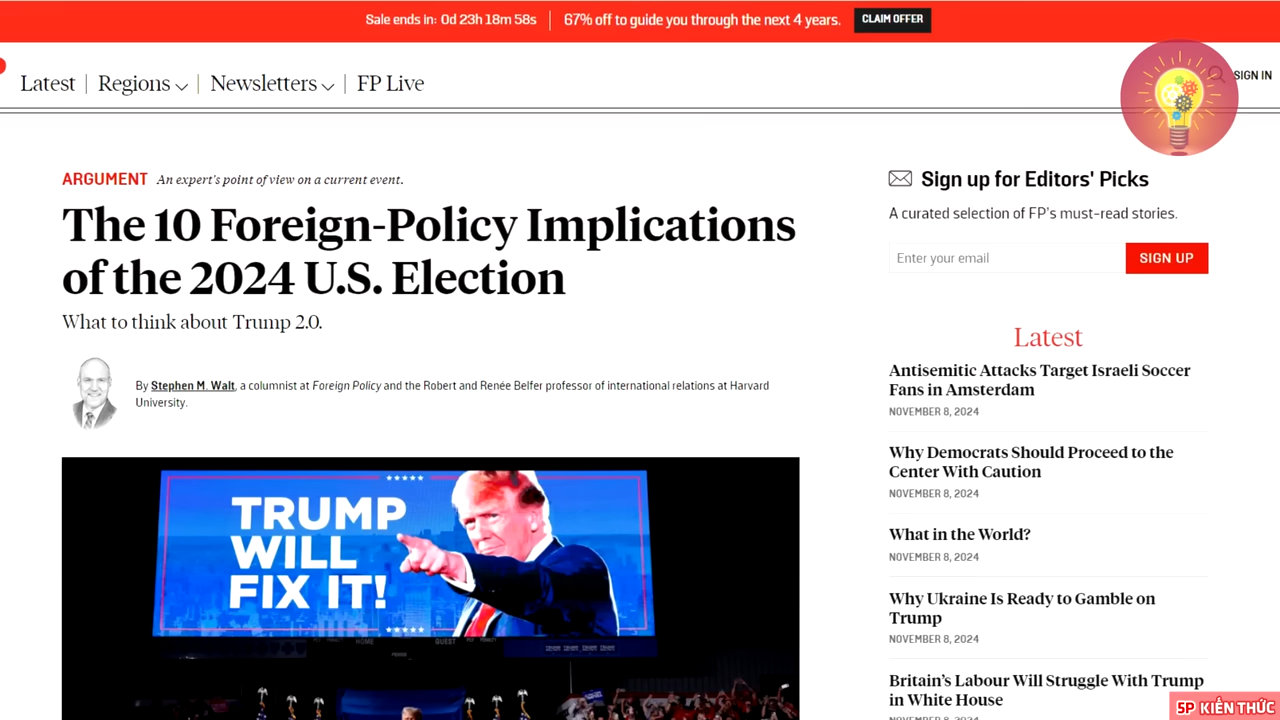 Sale ends in: 0d 23h 18m 58s
67% off to guide you through the next 4 years.
CLAIM OFFER
Latest
Regions
Newsletters
FP Live
SIGN IN
ARGUMENT An expert's point of view on a current event.
The 10 Foreign-Policy Implications
of the 2024 U.S. Election
What to think about Trump 2.0.
By Stephen M. Walt, a columnist at Foreign Policy and the Robert and Renée Belfer professor of international relations at Harvard
University.
TRUMP
WILL
FIX IT!
HOME
GUEST
Sign up for Editors' Picks
A curated selection of FP's must-read stories.
Enter your email
SIGN UP
Latest
Antisemitic Attacks Target Israeli Soccer
Fans in Amsterdam
NOVEMBER 8, 2024
Why Democrats Should Proceed to the
Center With Caution
NOVEMBER 8, 2024
What in the World?
NOVEMBER 8, 2024
Why Ukraine Is Ready to Gamble on
Trump
NOVEMBER 8, 2024
Britain's Labour Will Struggle With Trump
in White House
NOVEMBER 8, 2024
5P KIẾN THỨC